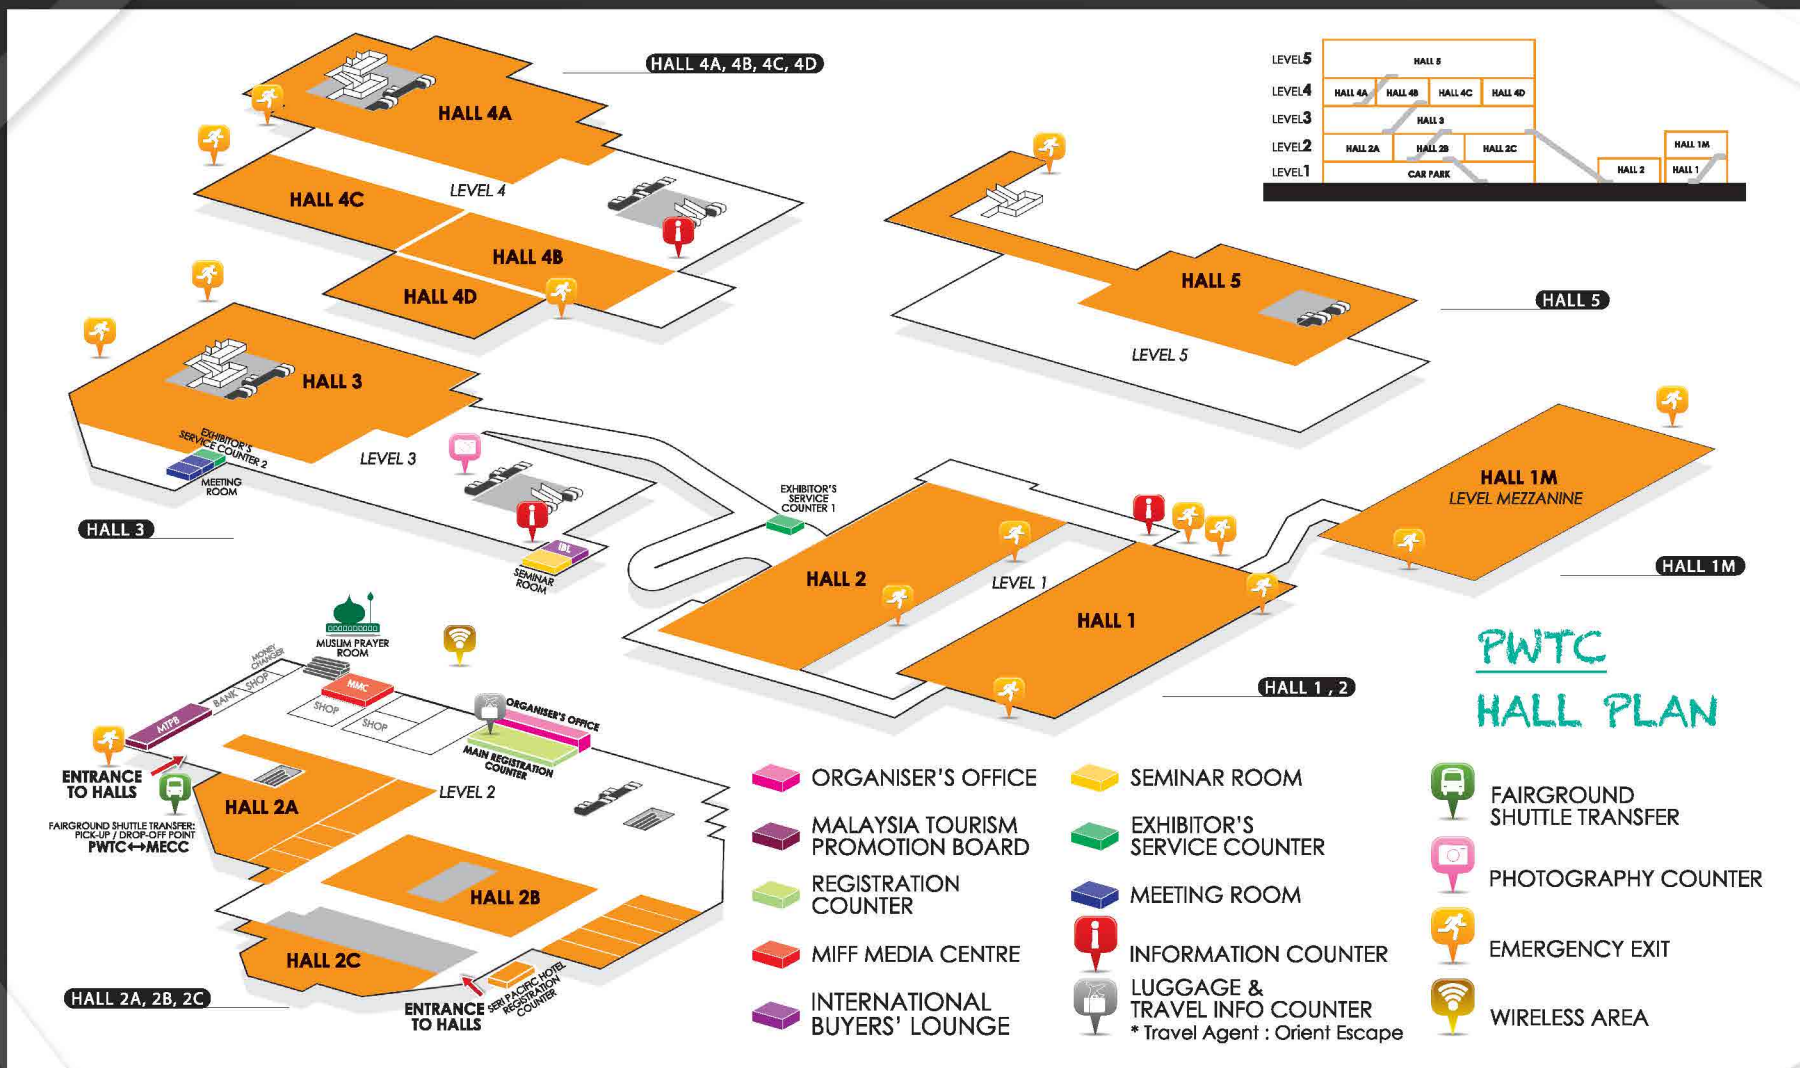 HALL 4A, 4B, 4C, 4D
HALL 4A
HALL 4C
LEVEL 4
HALL 4B
HALL 4D
LEVEL5
HALL 5
LEVEL4
HALL 4A
HALL 4B
HALL 4C
HALL 4D
LEVEL3
HALL 3
LEVEL2
HALL 2A
HALL 2B
HALL 2C
HALL 1M
LEVEL1
CAR PARK
HALL 2
HALL 1
HALL 5
HALL 5
LEVEL 5
HALL 3
EXHIBITOR'S
SERVICE COUNTER 2
LEVEL 3
MEETING
ROOM
HALL 3
IBL
SEMINAR
ROOM
EXHIBITOR'S
SERVICE
COUNTER 1
HALL 2
LEVEL 1
HALL 1
HALL 1M
LEVEL MEZZANINE
HALL 1M
HALL 1 , 2
PWTC
HALL PLAN
MUSLIM PRAYER
ROOM
MONEY
CHANGER
SHOP
BANK
MTPB
MMC
SHOP
SHOP
ORGANISER'S OFFICE
MAIN REGISTRATION
COUNTER
ENTRANCE
TO HALLS
FAIRGROUND SHUTTLE TRANSFER:
PICK-UP / DROP-OFF POINT
PWTC↔MECC
HALL 2A
LEVEL 2
HALL 2B
HALL 2C
HALL 2A, 2B, 2C
ENTRANCE
TO HALLS
SERI PACIFIC HOTEL
REGISTRATION
COUNTER
ORGANISER'S OFFICE
MALAYSIA TOURISM
PROMOTION BOARD
REGISTRATION
COUNTER
MIFF MEDIA CENTRE
INTERNATIONAL
BUYERS' LOUNGE
SEMINAR ROOM
EXHIBITOR'S
SERVICE COUNTER
MEETING ROOM
INFORMATION COUNTER
LUGGAGE &
TRAVEL INFO COUNTER
* Travel Agent : Orient Escape
FAIRGROUND
SHUTTLE TRANSFER
PHOTOGRAPHY COUNTER
EMERGENCY EXIT
WIRELESS AREA